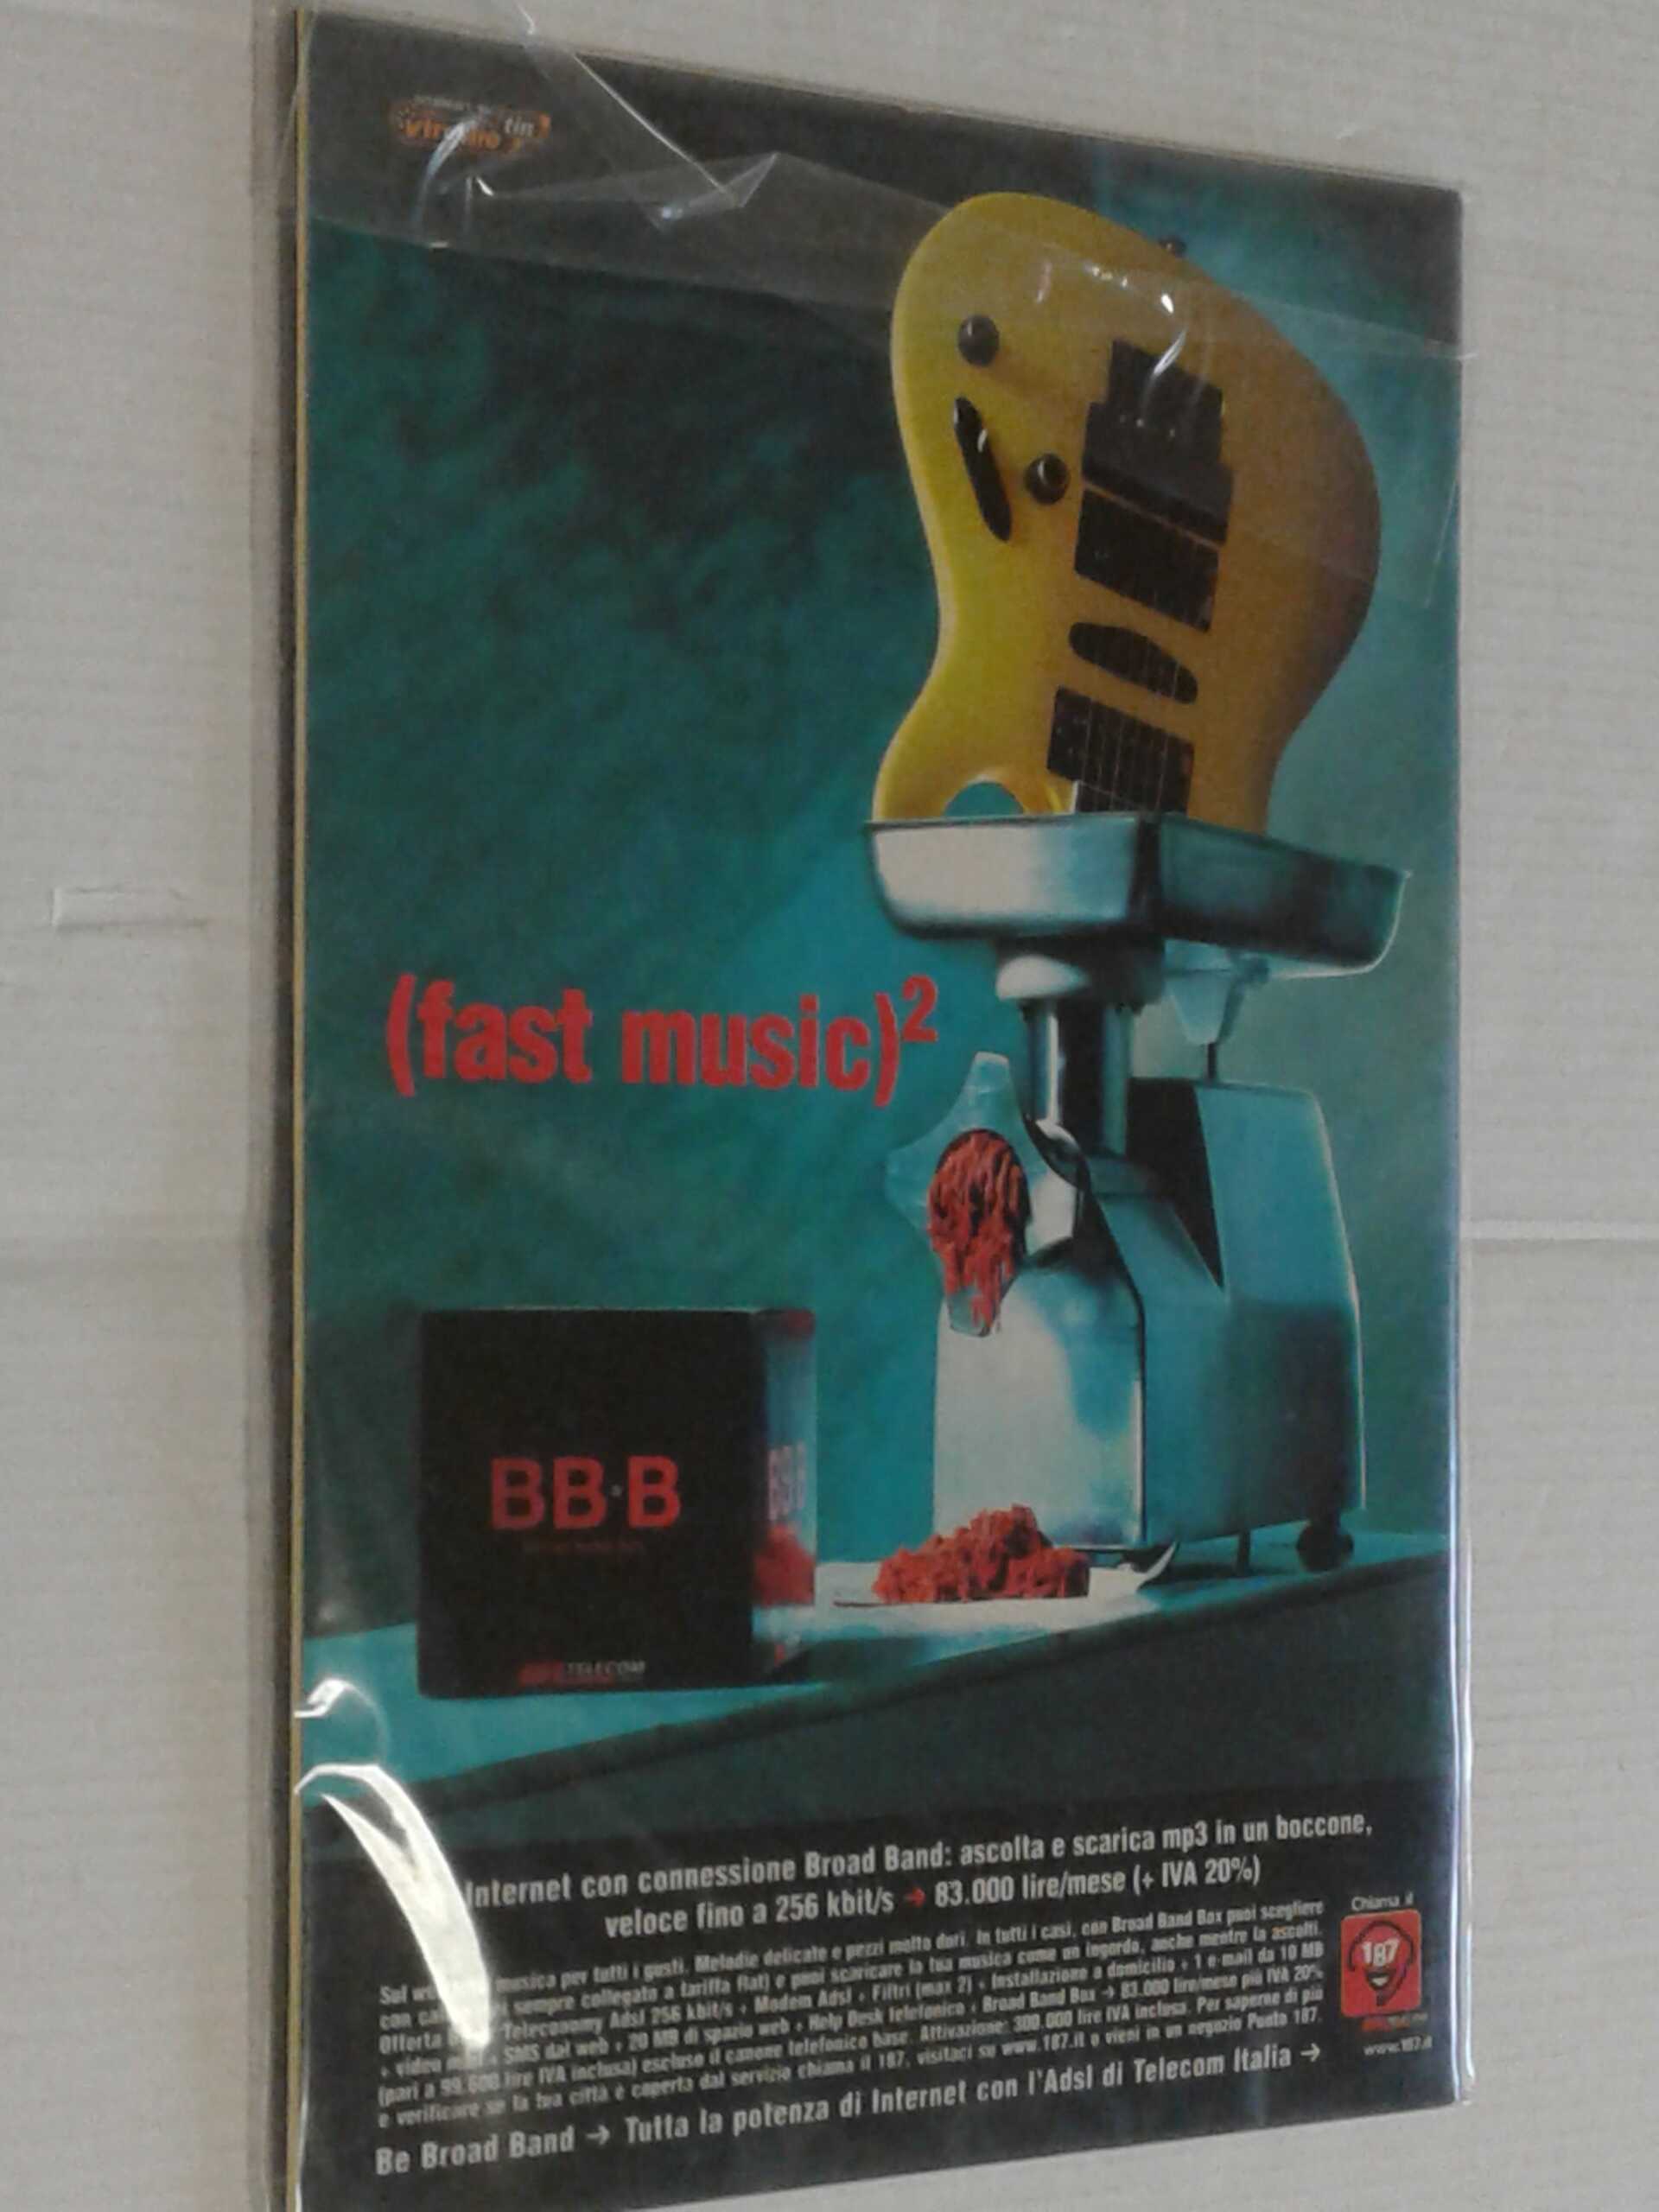 virgilio tin
(fast music)²
BB·B
BBB
TELECOM
Internet con connessione Broad Band: ascolta e scarica mp3 in un boccone,
veloce fino a 256 kbit/s → 83.000 lire/mese (+ IVA 20%)
Sul musica per tutti i gusti. Melodie delicate e pezzi molto duri. In tutti i casi, con Broad Band Box puoi scegliere
con sempre collegato a tariffa flat) e puoi scaricare la tua musica come un ingordo, anche mentre la ascolti.
Offerta Teleconomy Adsl 256 kbit/s + Modem Adsl + Filtri (max 2) + Installazione a domicilio + 1 e-mail da 10 MB
+ video + SMS dal web + 20 MB di spazio web + Help Desk telefonico + Broad Band Box → 83.000 lire/mese più IVA 20%
(pari a 99.600 lire IVA inclusa) escluso il canone telefonico base. Attivazione: 300.000 lire IVA inclusa. Per saperne di più
e verificare se la tua città è coperta dal servizio chiama il 187, visitaci su www.187.it o vieni in un negozio Punto 187.
Be Broad Band → Tutta la potenza di Internet con l'Adsl di Telecom Italia →
Chiama il
187
www.187.it